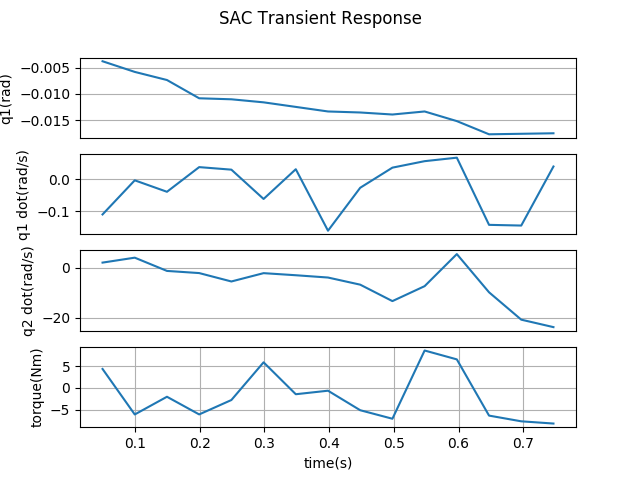 SAC Transient Response
q1(rad)
−0.005
−0.010
−0.015
q1 dot(rad/s)
0.0
−0.1
q2 dot(rad/s)
0
−20
torque(Nm)
5
0
−5
0.1 0.2 0.3 0.4 0.5 0.6 0.7
time(s)